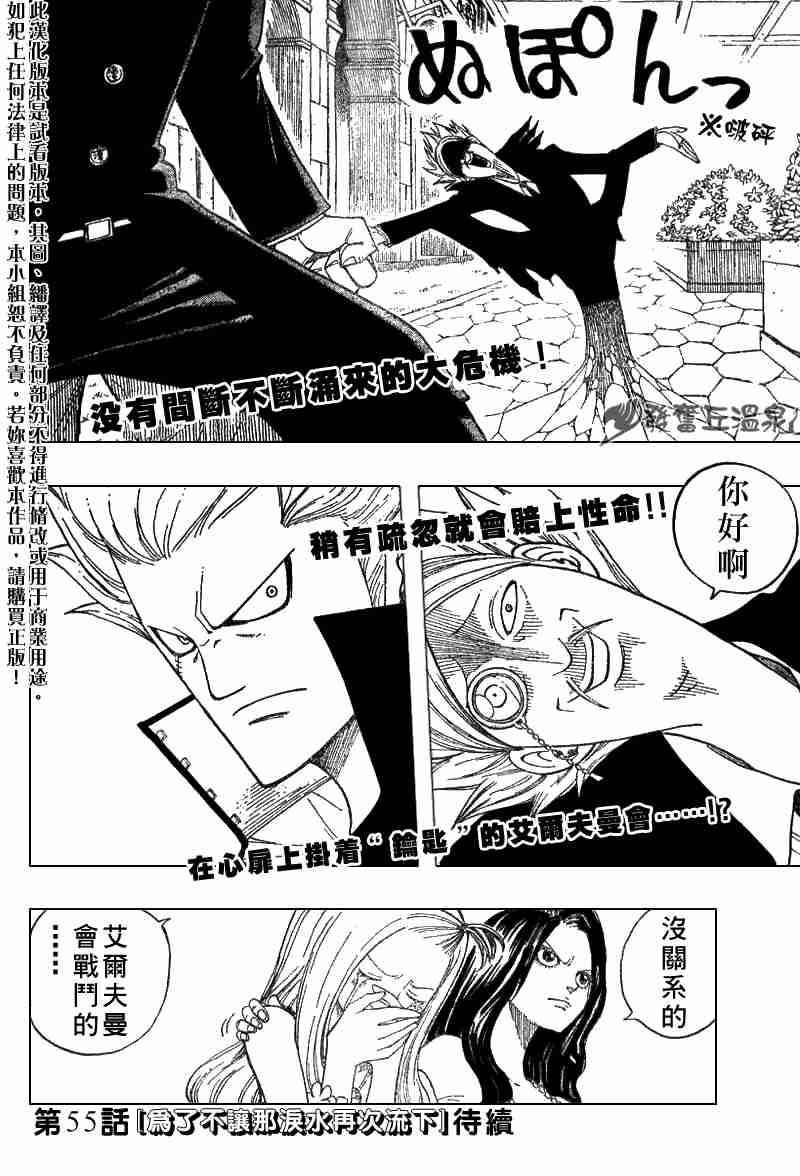 此漢化版本是試看版本，其圖、繙譯及任何部分不得進行修改或用于商業用途。
如犯上任何法律上的問題，本小組恕不負責。若妳喜歡本作品，請購買正版！
ぬぽんっ
※啵砰
没有間斷不斷涌來的大危機！
發奮丘溫泉
你好啊
稍有疏忽就會賠上性命!!
在心扉上掛着“鑰匙”的艾爾夫曼會……!?
沒關系的
艾爾夫曼
會戰鬥的
……
第55話［爲了不讓那淚水再次流下］待續